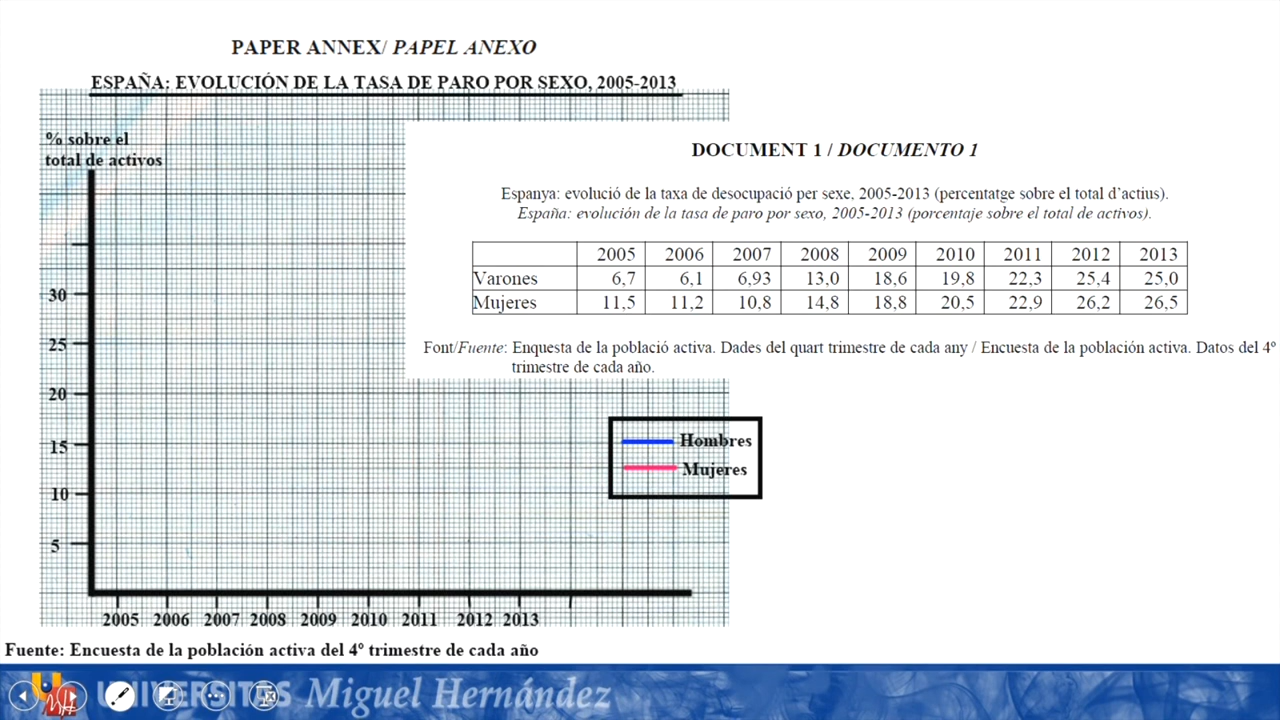 PAPER ANNEX/ PAPEL ANEXO
ESPAÑA: EVOLUCIÓN DE LA TASA DE PARO POR SEXO, 2005-2013
% sobre el
total de activos
30
25
20
15
10
5
2005 2006 2007 2008 2009 2010 2011 2012 2013
Hombres
Mujeres
DOCUMENT 1 / DOCUMENTO 1
Espanya: evolució de la taxa de desocupació per sexe, 2005-2013 (percentatge sobre el total d'actius).
España: evolución de la tasa de paro por sexo, 2005-2013 (porcentaje sobre el total de activos).
2005 2006 2007 2008 2009 2010 2011 2012 2013
Varones 6,7 6,1 6,93 13,0 18,6 19,8 22,3 25,4 25,0
Mujeres 11,5 11,2 10,8 14,8 18,8 20,5 22,9 26,2 26,5
Font/Fuente: Enquesta de la població activa. Dades del quart trimestre de cada any / Encuesta de la población activa. Datos del 4º
trimestre de cada año.
Fuente: Encuesta de la población activa del 4º trimestre de cada año
UNIVERSITAS Miguel Hernández